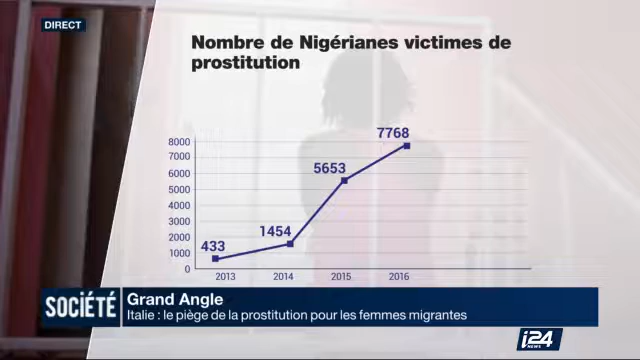 DIRECT
Nombre de Nigérianes victimes de
prostitution
8000
7000
6000
5000
4000
3000
2000
1000
0
433
1454
5653
7768
2013 2014 2015 2016
SOCIÉTÉ
Grand Angle
Italie : le piège de la prostitution pour les femmes migrantes
i24
NEWS